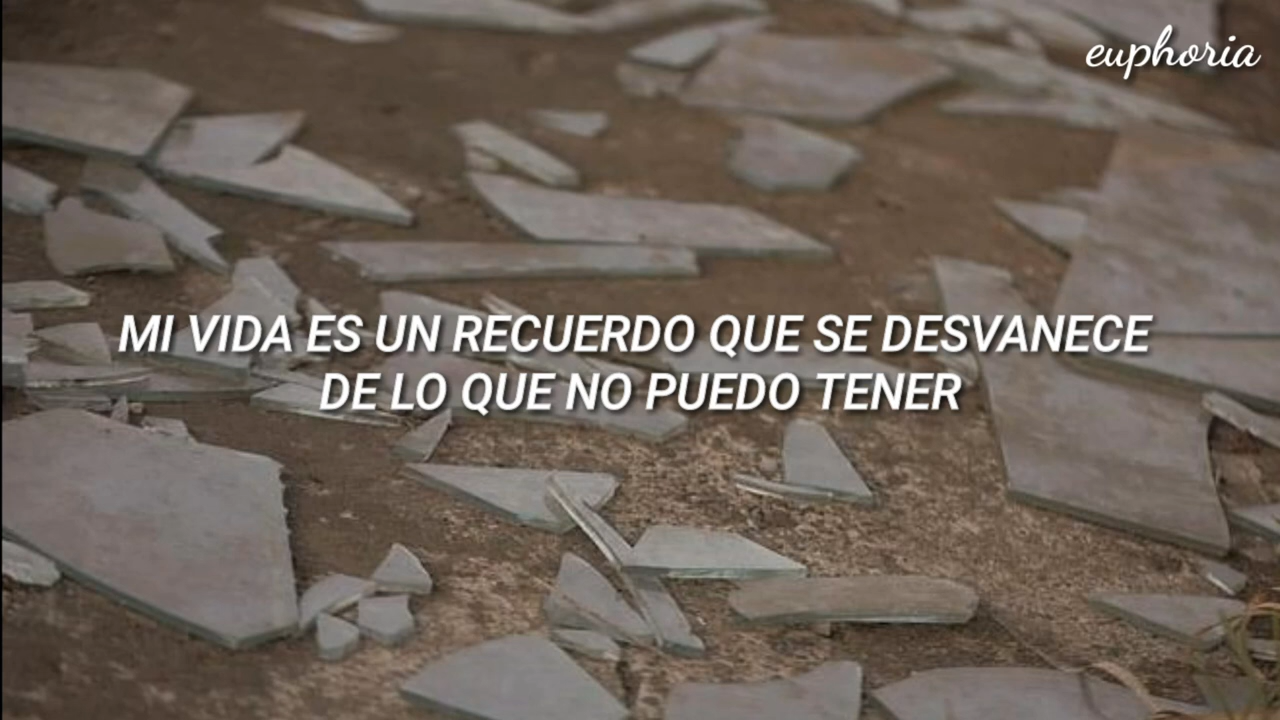 euphoria
MI VIDA ES UN RECUERDO QUE SE DESVANECE
DE LO QUE NO PUEDO TENER